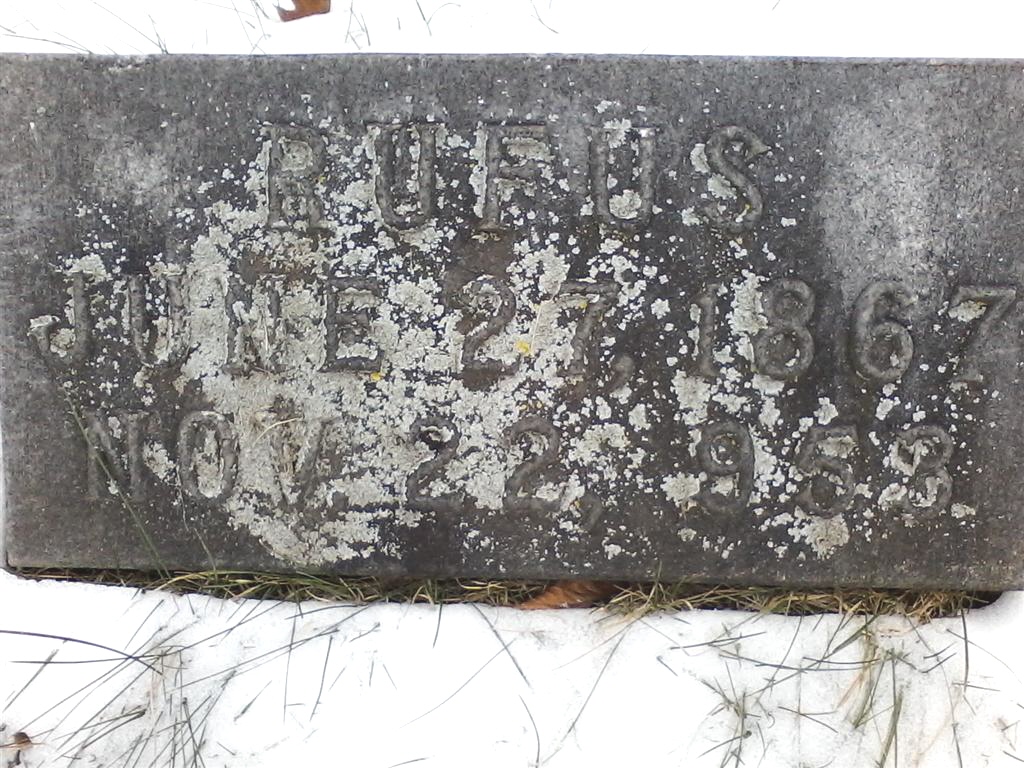 RUFUS
JUNE 27, 1867
NOV. 22, 1953